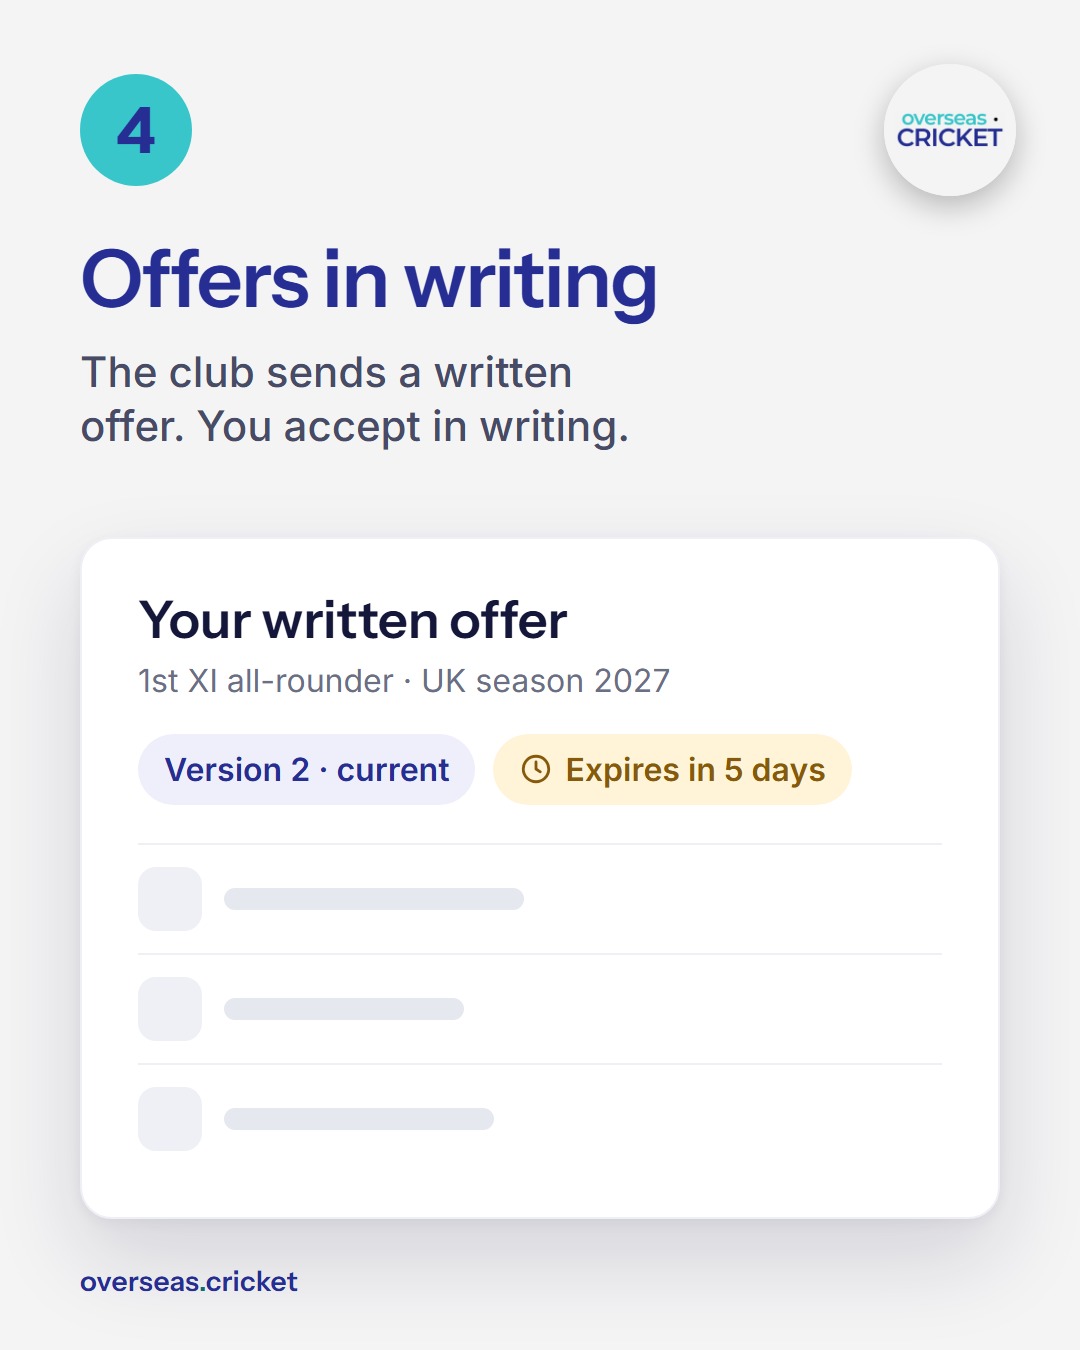 4
overseas ·
CRICKET
Offers in writing
The club sends a written
offer. You accept in writing.
Your written offer
1st XI all-rounder · UK season 2027
Version 2 · current
Expires in 5 days
overseas.cricket